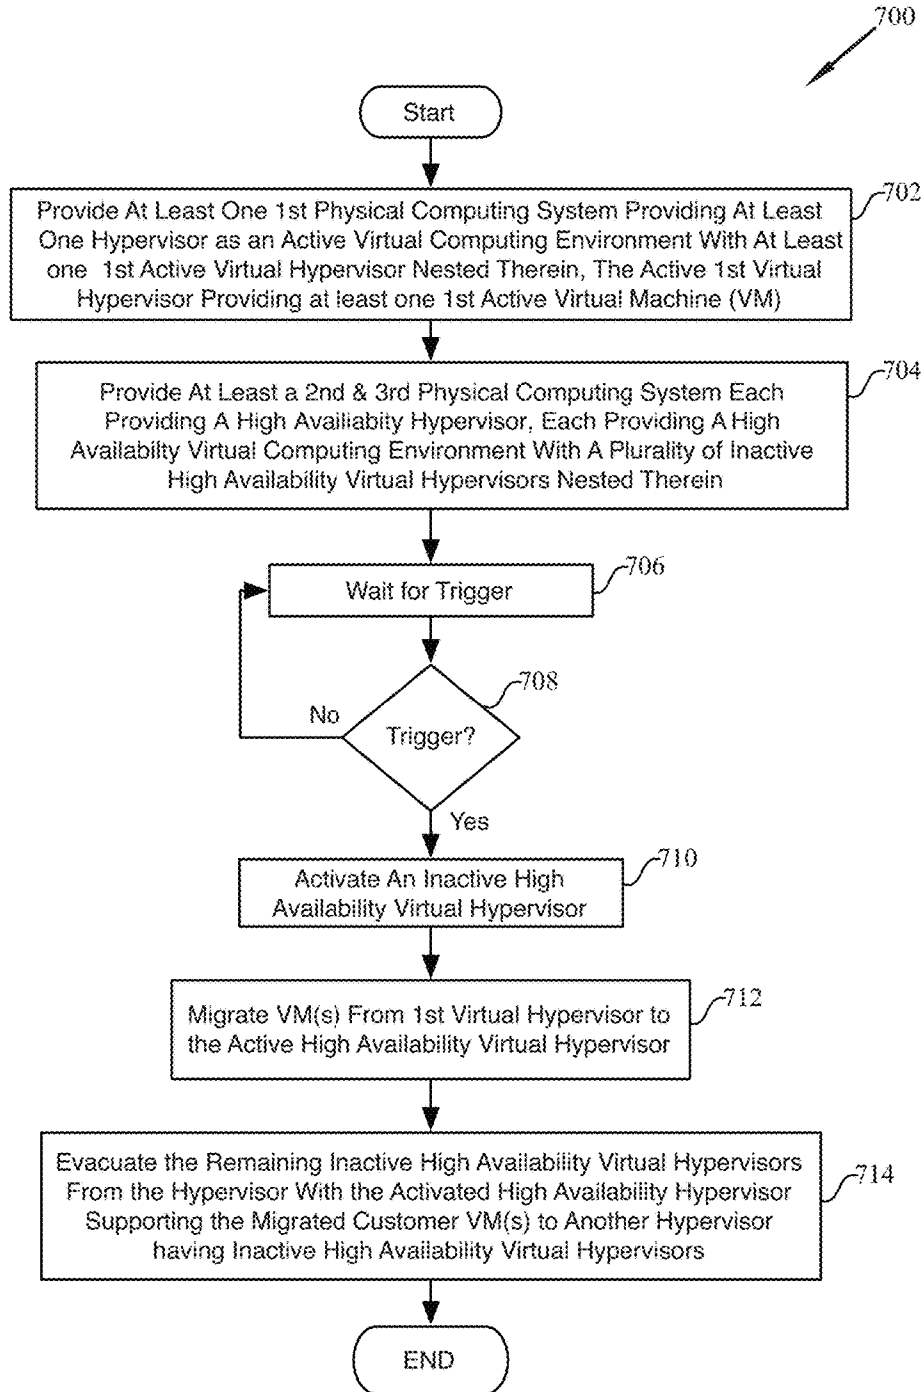 700
Start
702
Provide At Least One 1st Physical Computing System Providing At Least
One Hypervisor as an Active Virtual Computing Environment With At Least
one 1st Active Virtual Hypervisor Nested Therein, The Active 1st Virtual
Hypervisor Providing at least one 1st Active Virtual Machine (VM)
704
Provide At Least a 2nd & 3rd Physical Computing System Each
Providing A High Availiabity Hypervisor, Each Providing A High
Availabilty Virtual Computing Environment With A Plurality of Inactive
High Availability Virtual Hypervisors Nested Therein
706
Wait for Trigger
708
Trigger?
No
Yes
710
Activate An Inactive High
Availability Virtual Hypervisor
712
Migrate VM(s) From 1st Virtual Hypervisor to
the Active High Availability Virtual Hypervisor
714
Evacuate the Remaining Inactive High Availability Virtual Hypervisors
From the Hypervisor With the Activated High Availability Hypervisor
Supporting the Migrated Customer VM(s) to Another Hypervisor
having Inactive High Availability Virtual Hypervisors
END